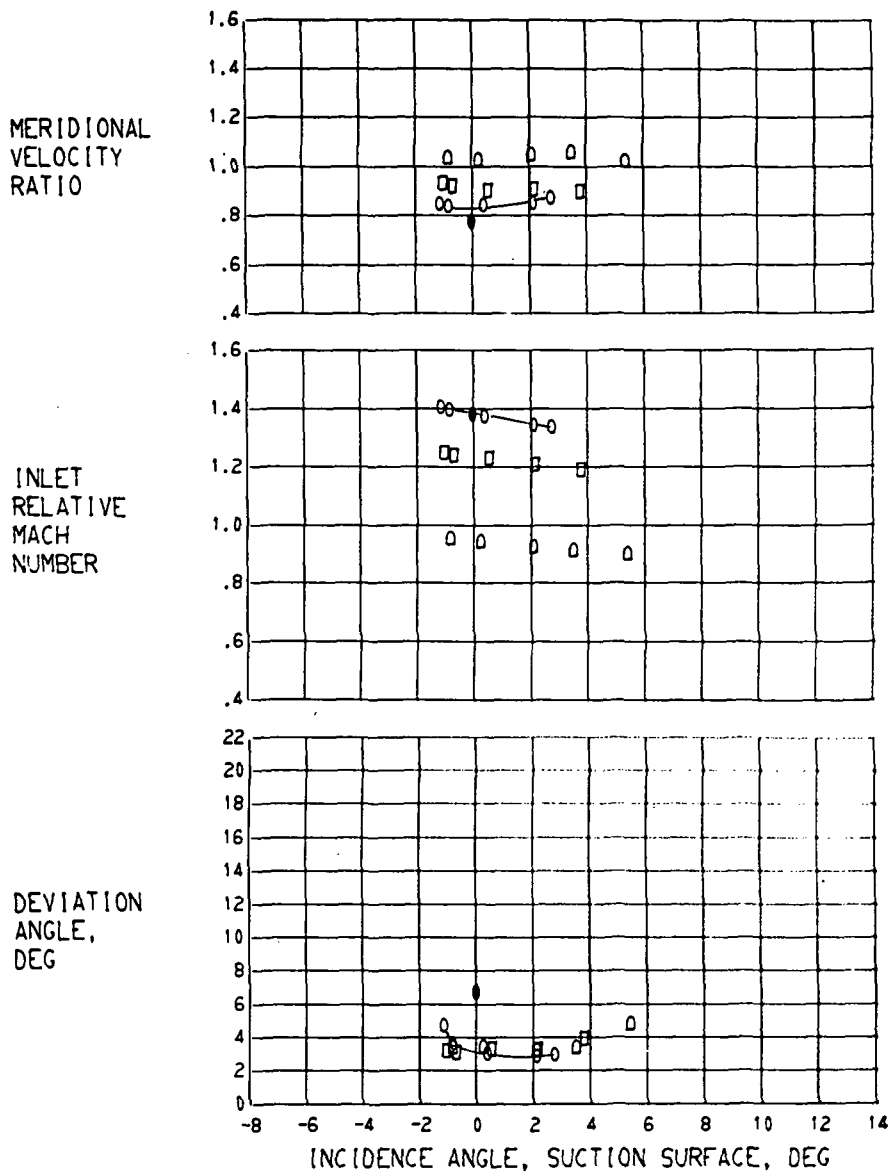 1.6
1.4
1.2
MERIDIONAL
VELOCITY
RATIO
1.0
.8
.6
.4
1.6
1.4
1.2
INLET
RELATIVE
MACH
NUMBER
1.0
.8
.6
.4
22
20
18
16
14
12
DEVIATION
ANGLE,
DEG
10
8
6
4
2
0
-8 -6 -4 -2 0 2 4 6 8 10 12 14
INCIDENCE ANGLE, SUCTION SURFACE, DEG